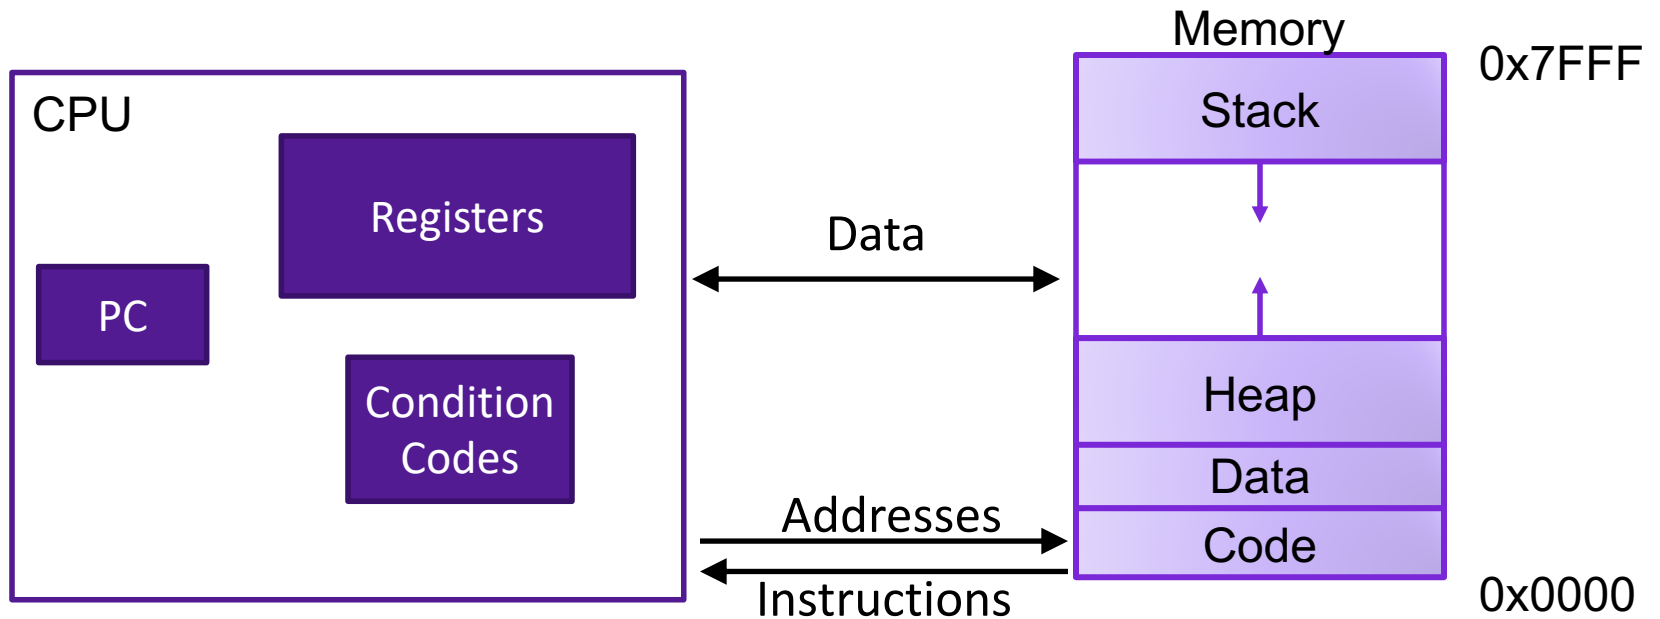 Memory
0x7FFF
CPU
Stack
Registers
Data
PC
Condition
Codes
Heap
Data
Addresses
Code
Instructions
0x0000